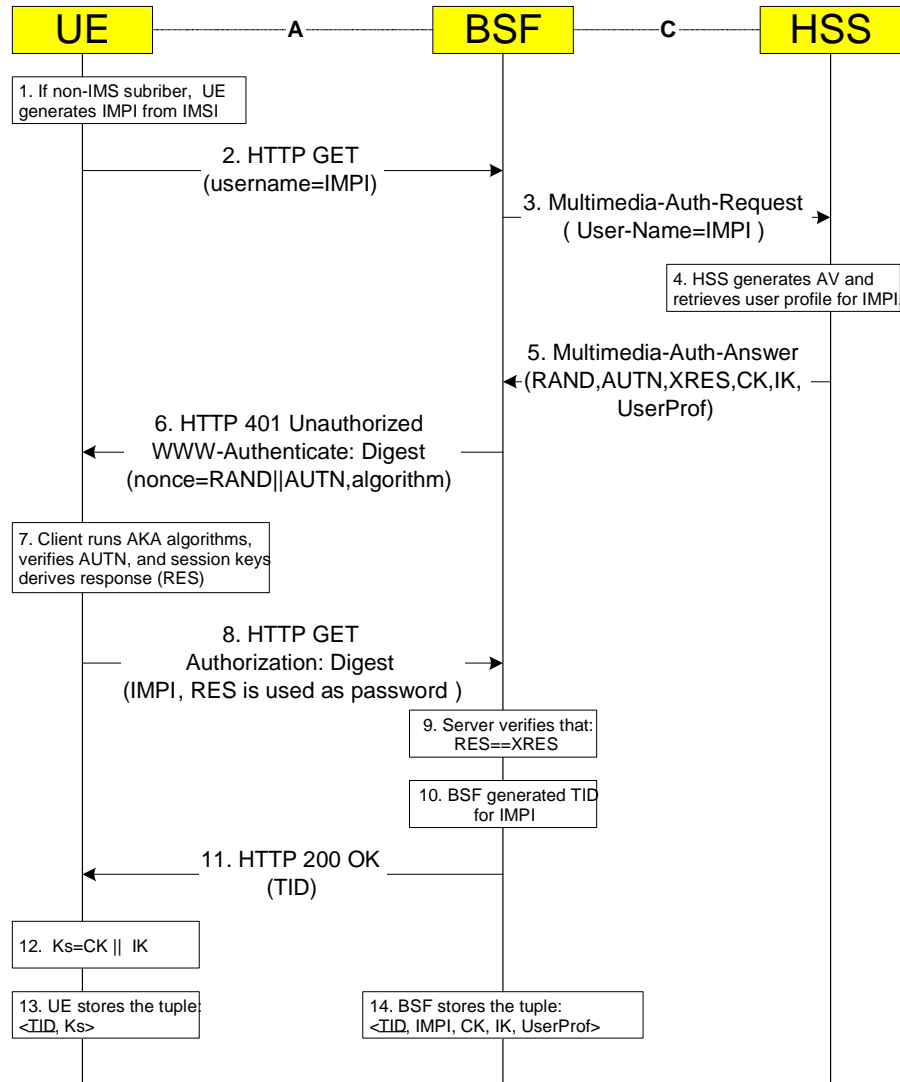 UE
A
BSF
C
HSS
1. If non-IMS subriber, UE
generates IMPI from IMSI
2. HTTP GET
(username=IMPI)
3. Multimedia-Auth-Request
( User-Name=IMPI )
4. HSS generates AV and
retrieves user profile for IMPI.
5. Multimedia-Auth-Answer
(RAND,AUTN,XRES,CK,IK,
UserProf)
6. HTTP 401 Unauthorized
WWW-Authenticate: Digest
(nonce=RAND||AUTN,algorithm)
7. Client runs AKA algorithms,
verifies AUTN, and session keys
derives response (RES)
8. HTTP GET
Authorization: Digest
(IMPI, RES is used as password )
9. Server verifies that:
RES==XRES
10. BSF generated TID
for IMPI
11. HTTP 200 OK
(TID)
12. Ks=CK || IK
13. UE stores the tuple:
<TID, Ks>
14. BSF stores the tuple:
<TID, IMPI, CK, IK, UserProf>